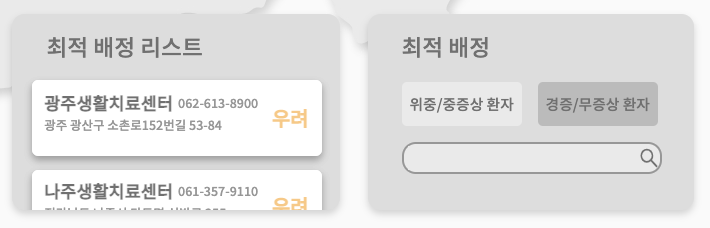 최적 배정 리스트
광주생활치료센터 062-613-8900
광주 광산구 소촌로152번길 53-84
우려
나주생활치료센터 061-357-9110
우려
최적 배정
위중/중증상 환자
경증/무증상 환자